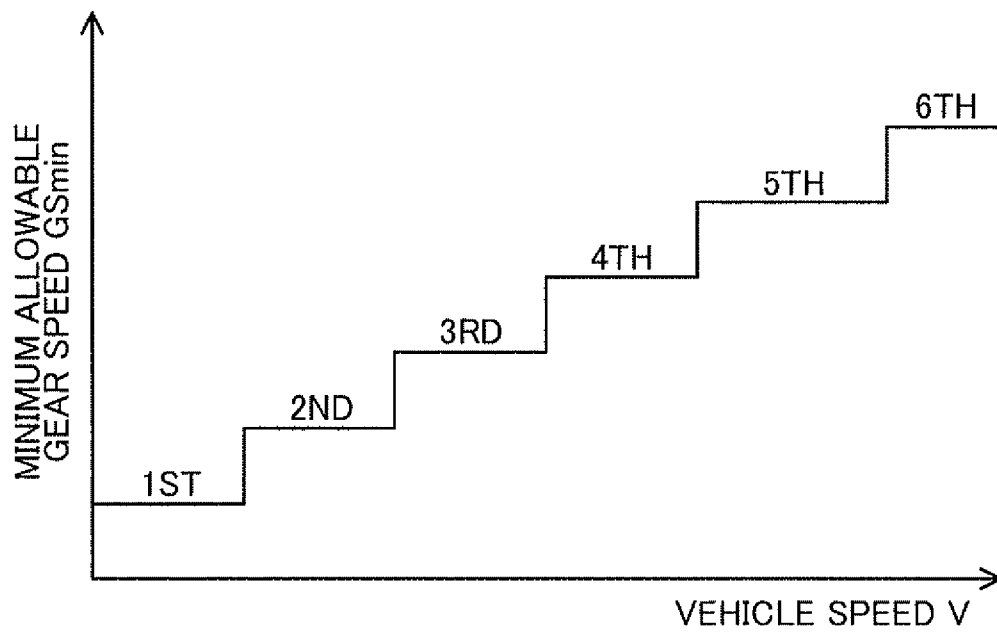 MINIMUM ALLOWABLE
GEAR SPEED GSmin
6TH
5TH
4TH
3RD
2ND
1ST
VEHICLE SPEED V